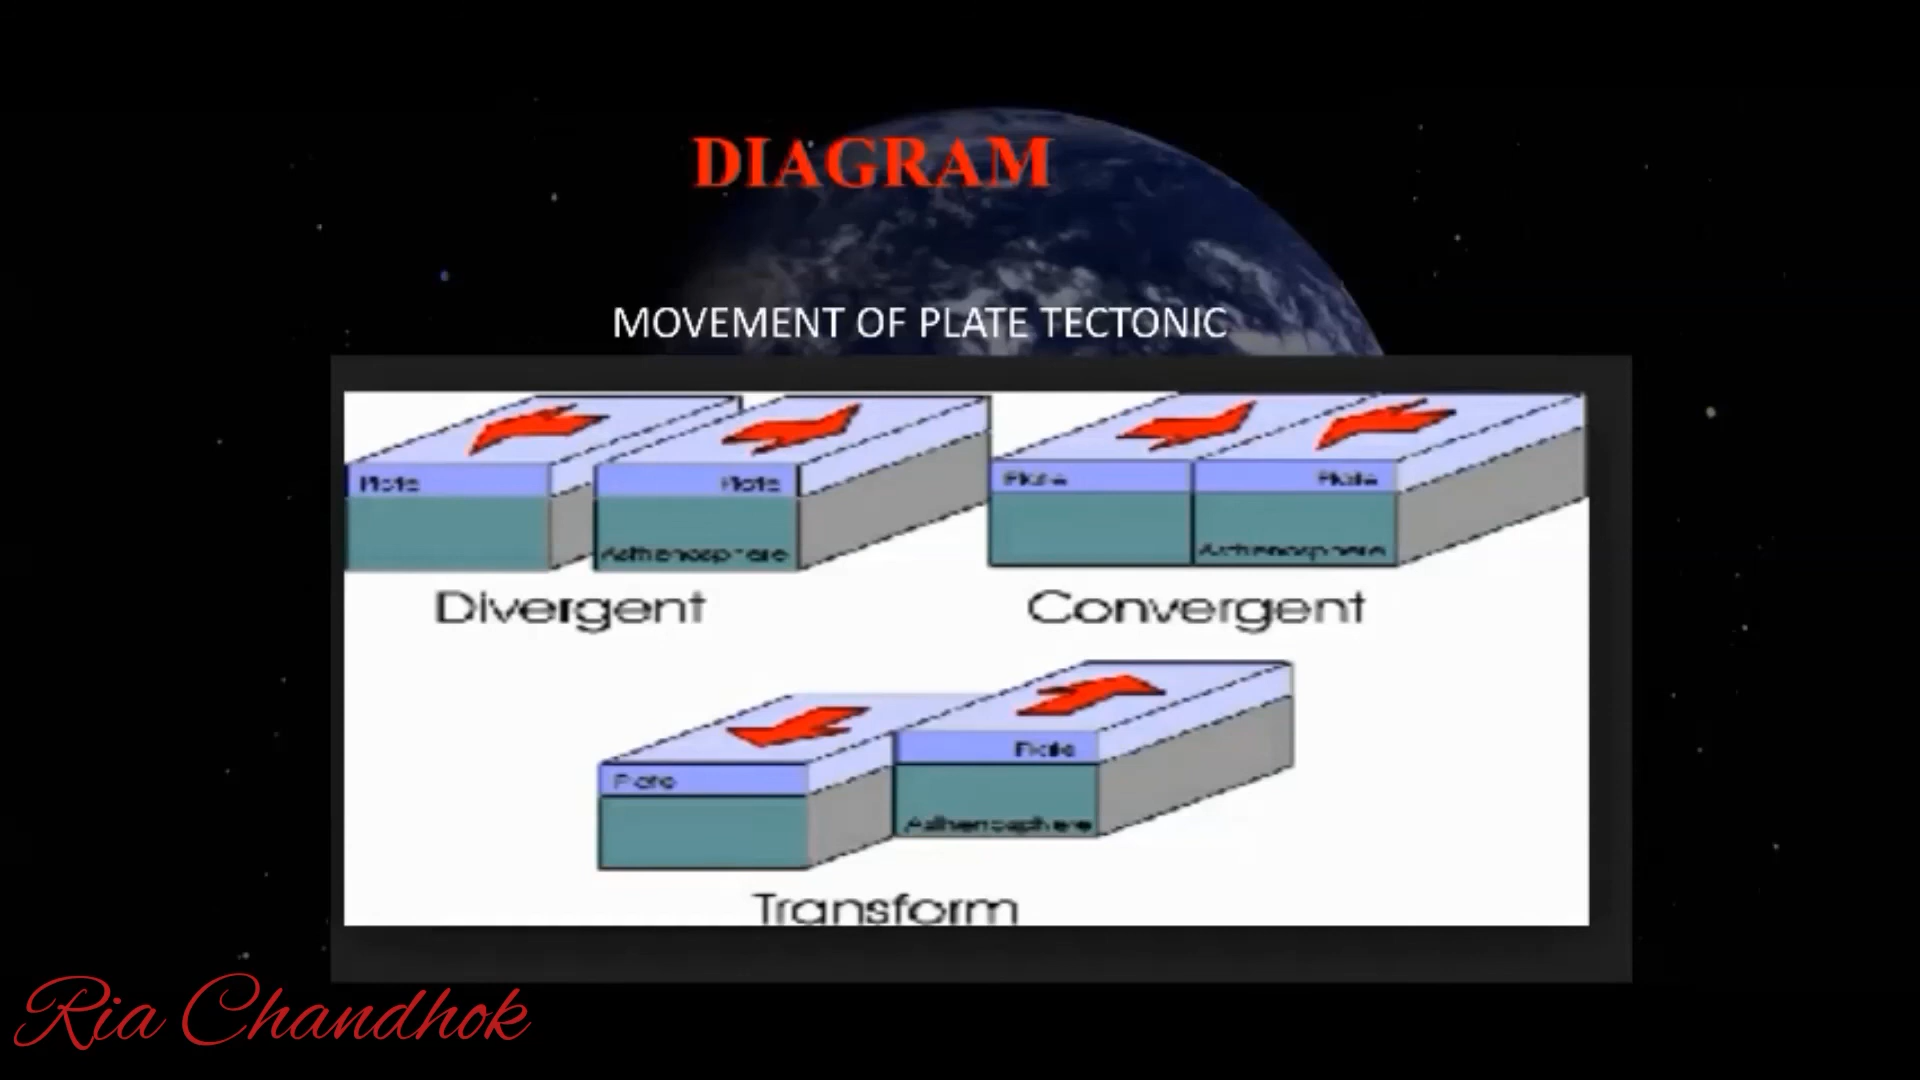 DIAGRAM
MOVEMENT OF PLATE TECTONIC
Plate
Plate
Plate
Plate
Asthenosphere
Asthenosphere
Divergent
Convergent
Plate
Plate
Asthenosphere
Transform
Ria Chandhok